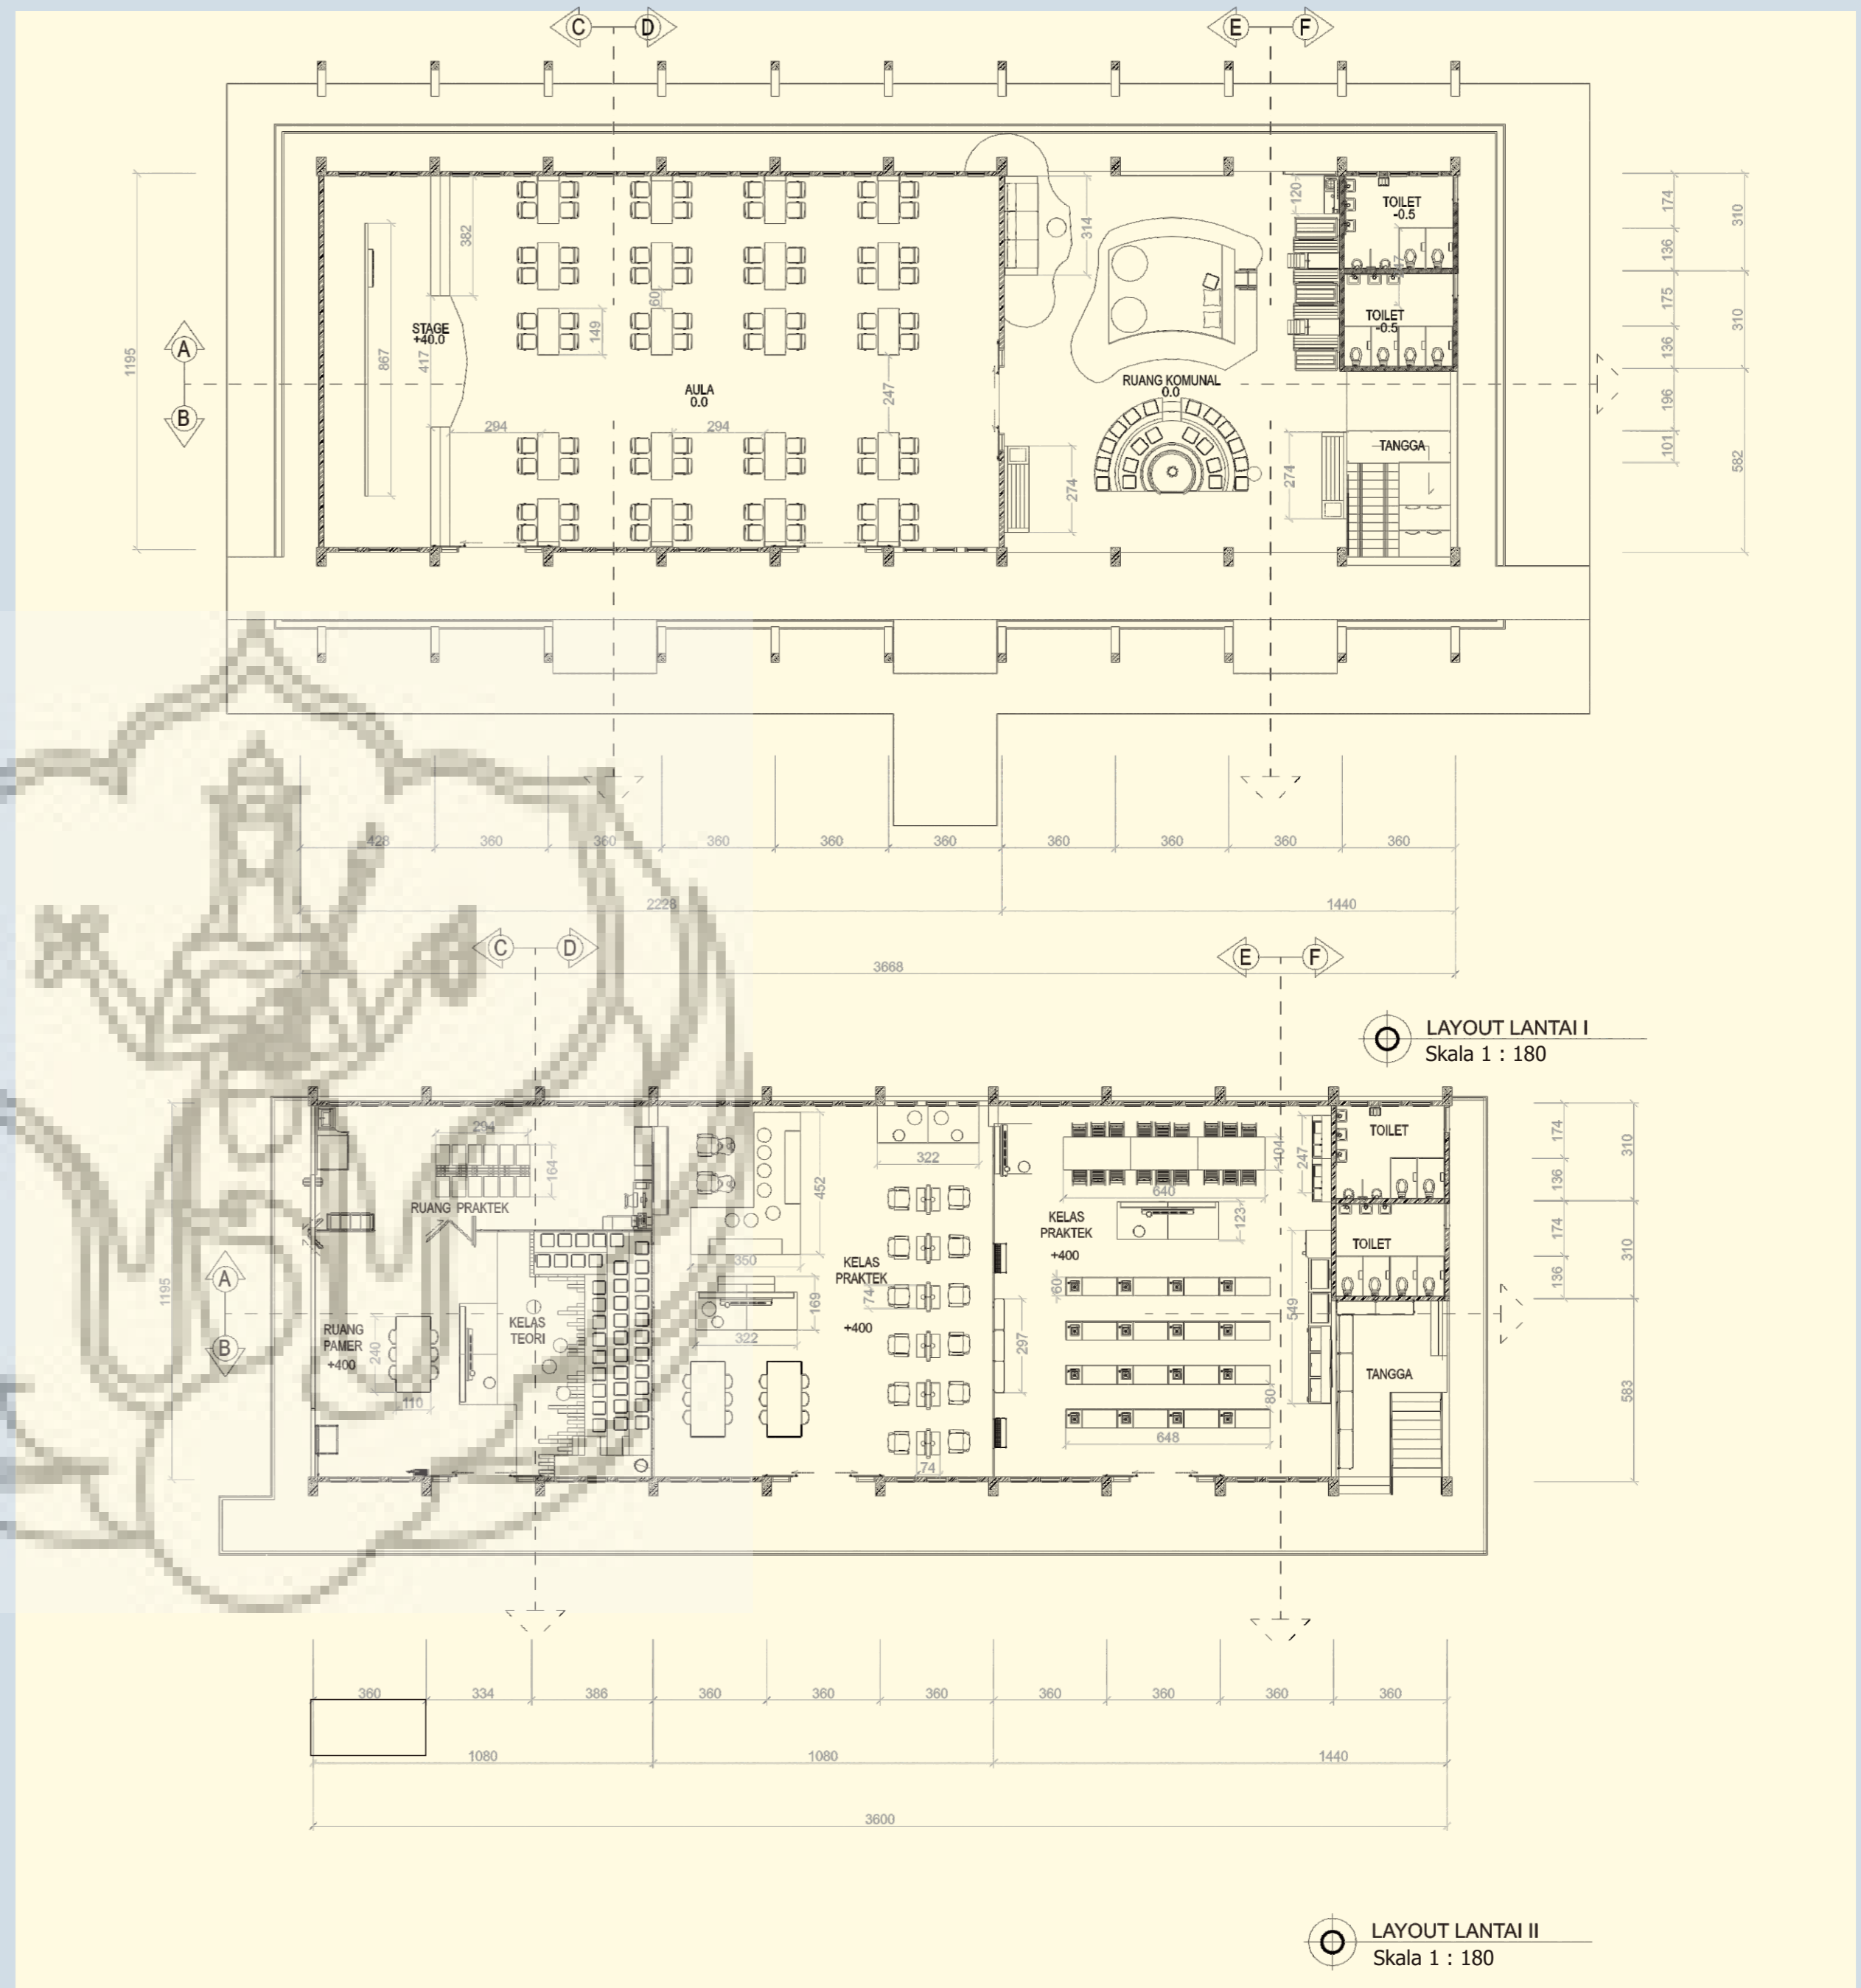 C D
E F
1195
A
B
382
STAGE
+40.0
867
417
294
149
60
AULA
0.0
247
294
314
RUANG KOMUNAL
0.0
274
274
120
TOILET
-0.5
TOILET
-0.5
TANGGA
174
136
175
136
196
101
310
310
582
428 360 360 360 360 360 360 360 360 360
2228 1440
3668
LAYOUT LANTAI I
Skala 1 : 180
C D
E F
1195
A
B
294
164
RUANG PRAKTEK
RUANG
PAMER
+400
240
110
KELAS
TEORI
452
322
350
KELAS
PRAKTEK
74
+400
169
322
74
297
640
404
247
KELAS
PRAKTEK
+400
123
60
549
80
648
TOILET
TOILET
TANGGA
174
136
174
136
310
310
583
360 334 386 360 360 360 360 360 360 360
1080 1080 1440
3600
LAYOUT LANTAI II
Skala 1 : 180